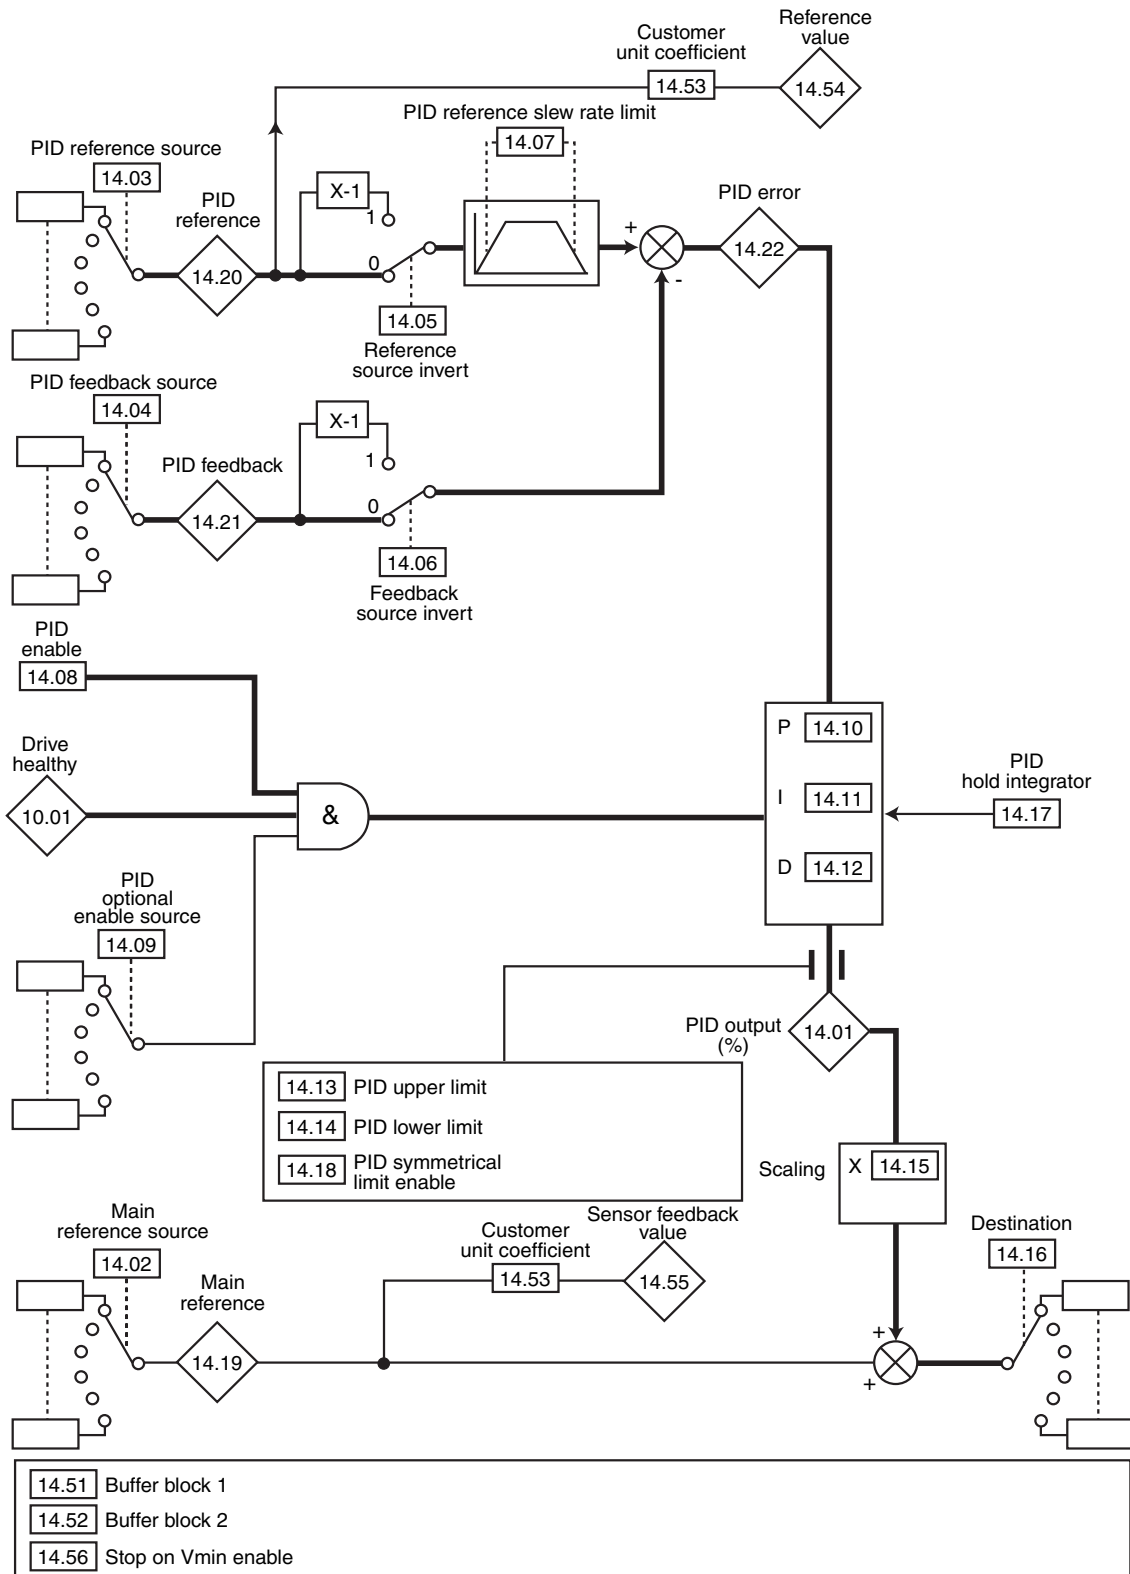 Customer
unit coefficient
14.53
Reference
value
14.54
PID reference slew rate limit
14.07
PID reference source
14.03
PID
reference
14.20
X-1
1
0
14.05
Reference
source invert
+
-
PID error
14.22
PID feedback source
14.04
PID feedback
14.21
X-1
1
0
14.06
Feedback
source invert
PID
enable
14.08
Drive
healthy
10.01
&
P 14.10
I 14.11
D 14.12
PID
hold integrator
14.17
PID
optional
enable source
14.09
PID output
(%)
14.01
14.13 PID upper limit
14.14 PID lower limit
14.18 PID symmetrical
limit enable
Scaling
X 14.15
Main
reference source
14.02
Main
reference
14.19
Customer
unit coefficient
14.53
Sensor feedback
value
14.55
+
+
Destination
14.16
14.51 Buffer block 1
14.52 Buffer block 2
14.56 Stop on Vmin enable